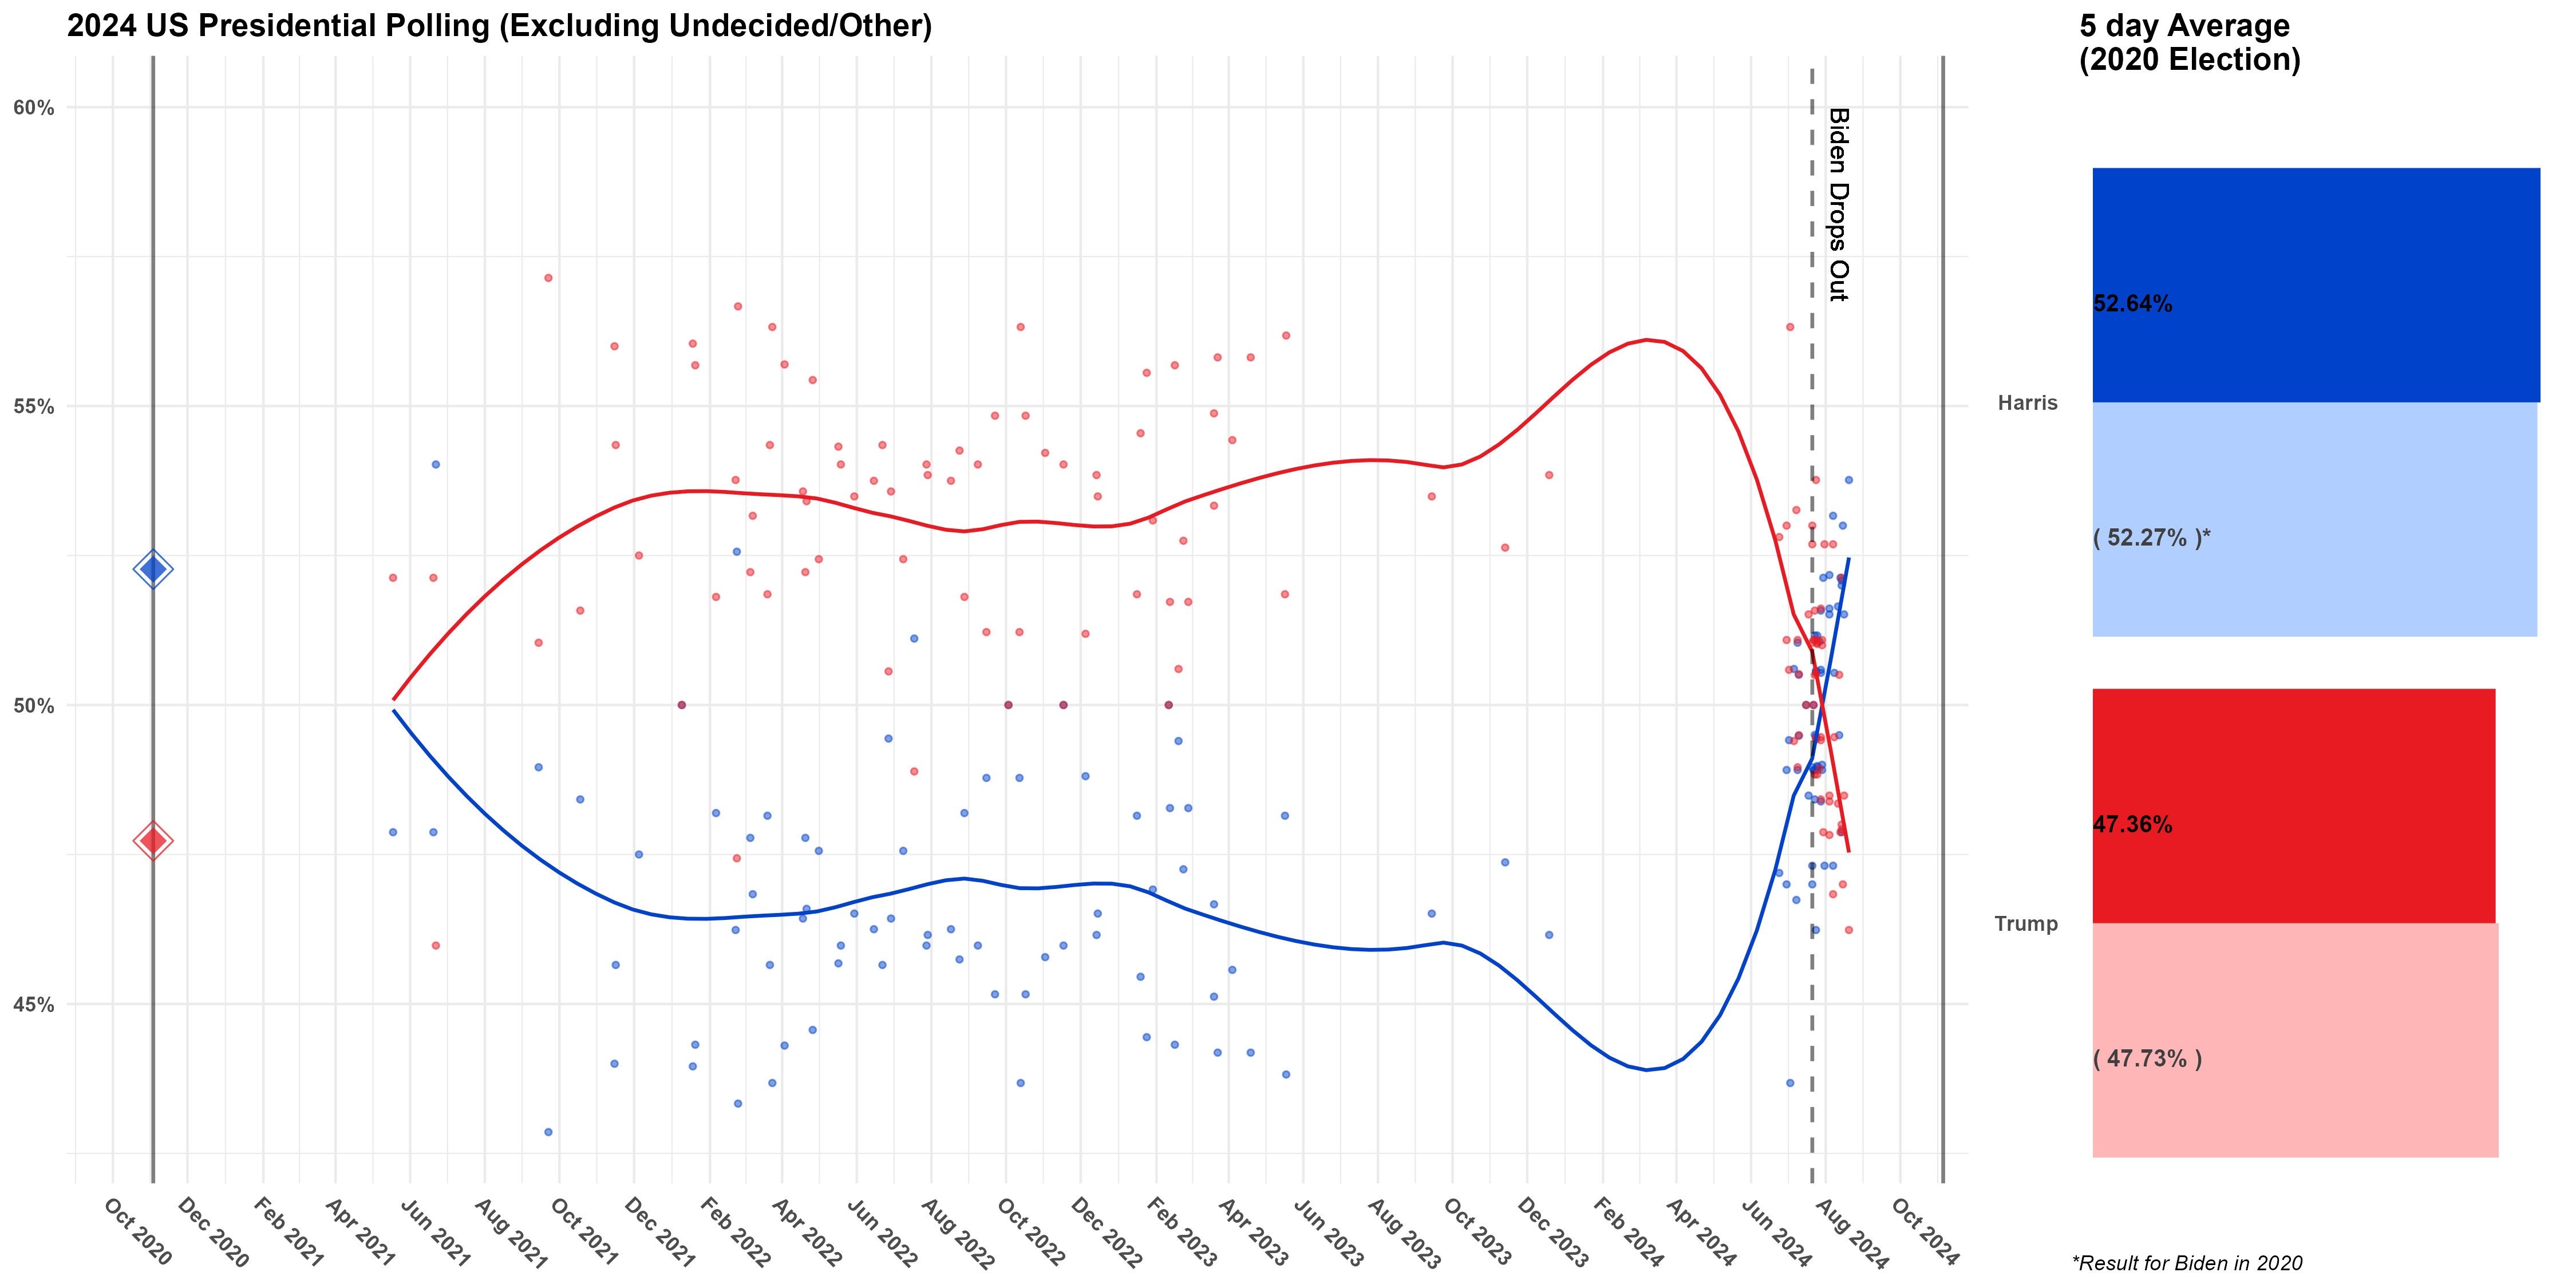 2024 US Presidential Polling (Excluding Undecided/Other)
5 day Average
(2020 Election)
60%
55%
50%
45%
Biden Drops Out
Oct 2020
Dec 2020
Feb 2021
Apr 2021
Jun 2021
Aug 2021
Oct 2021
Dec 2021
Feb 2022
Apr 2022
Jun 2022
Aug 2022
Oct 2022
Dec 2022
Feb 2023
Apr 2023
Jun 2023
Aug 2023
Oct 2023
Dec 2023
Feb 2024
Apr 2024
Jun 2024
Aug 2024
Oct 2024
Harris
52.64%
( 52.27% )*
Trump
47.36%
( 47.73% )
*Result for Biden in 2020